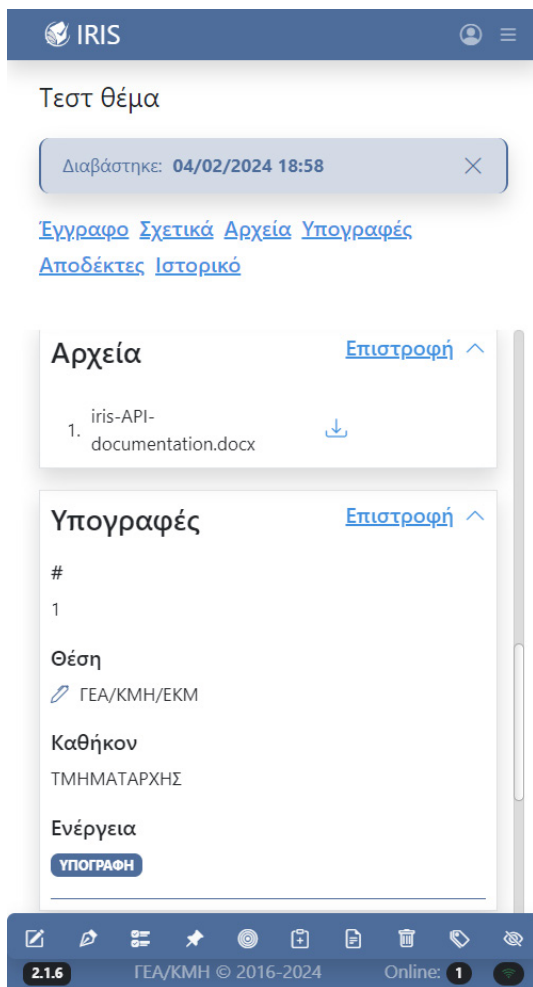 IRIS
Τεστ θέμα
Διαβάστηκε: 04/02/2024 18:58
Έγγραφο Σχετικά Αρχεία Υπογραφές
Αποδέκτες Ιστορικό
Αρχεία Επιστροφή
1. iris-API-
documentation.docx
Υπογραφές Επιστροφή
#
1
Θέση
ΓΕΑ/ΚΜΗ/ΕΚΜ
Καθήκον
ΤΜΗΜΑΤΑΡΧΗΣ
Ενέργεια
ΥΠΟΓΡΑΦΗ
2.1.6 ΓΕΑ/ΚΜΗ © 2016-2024 Online: 1